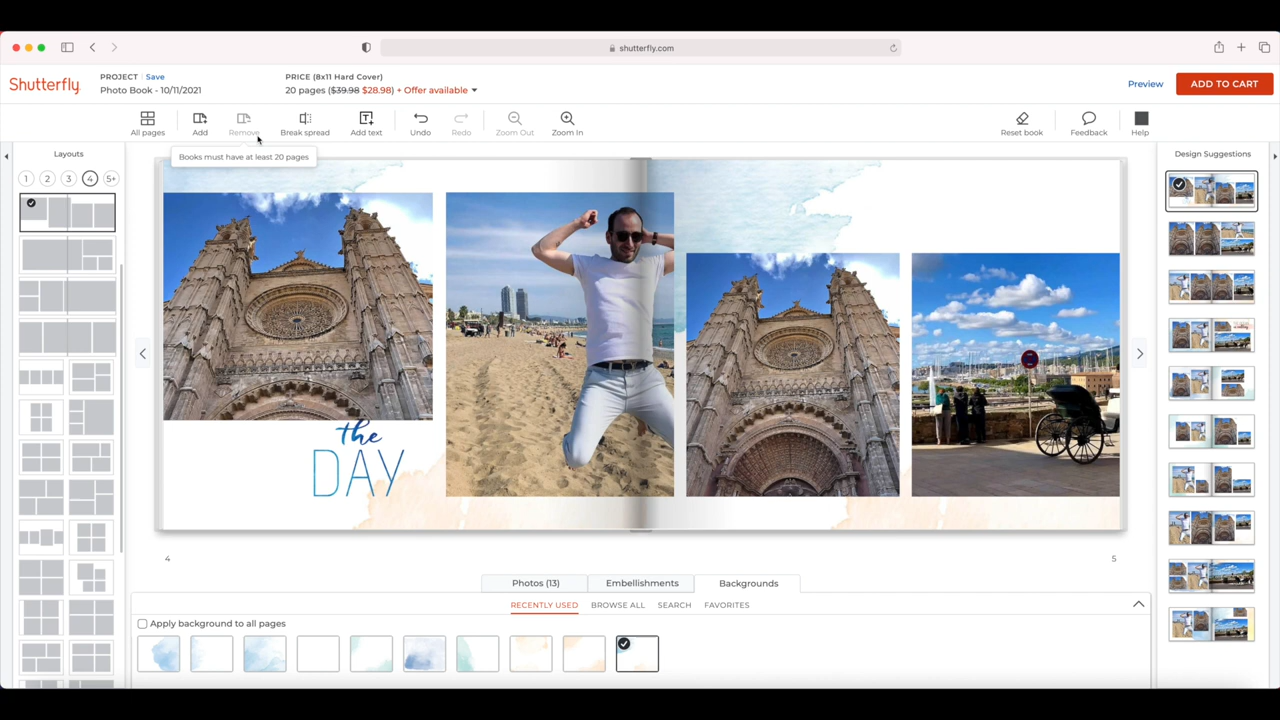 shutterfly.com
Shutterfly
PROJECT | Save
Photo Book - 10/11/2021
PRICE (8x11 Hard Cover)
20 pages ($39.98 $28.98) + Offer available
Preview
ADD TO CART
All pages
Add
Remove
Break spread
Add text
Undo
Redo
Zoom Out
Zoom In
Reset book
Feedback
Help
Books must have at least 20 pages
Layouts
1 2 3 4 5+
Design Suggestions
the
DAY
4
5
Photos (13)
Embellishments
Backgrounds
RECENTLY USED
BROWSE ALL
SEARCH
FAVORITES
Apply background to all pages